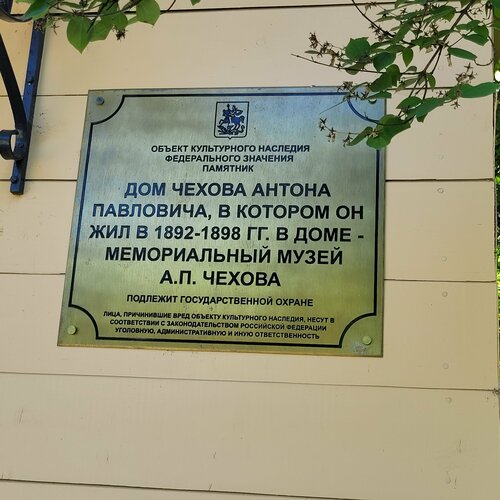 ОБЪЕКТ КУЛЬТУРНОГО НАСЛЕДИЯ
ФЕДЕРАЛЬНОГО ЗНАЧЕНИЯ
ПАМЯТНИК
ДОМ ЧЕХОВА АНТОНА
ПАВЛОВИЧА, В КОТОРОМ ОН
ЖИЛ В 1892-1898 ГГ. В ДОМЕ -
МЕМОРИАЛЬНЫЙ МУЗЕЙ
А.П. ЧЕХОВА
ПОДЛЕЖИТ ГОСУДАРСТВЕННОЙ ОХРАНЕ
ЛИЦА, ПРИЧИНИВШИЕ ВРЕД ОБЪЕКТУ КУЛЬТУРНОГО НАСЛЕДИЯ, НЕСУТ В
СООТВЕТСТВИИ С ЗАКОНОДАТЕЛЬСТВОМ РОССИЙСКОЙ ФЕДЕРАЦИИ
УГОЛОВНУЮ, АДМИНИСТРАТИВНУЮ И ИНУЮ ОТВЕТСТВЕННОСТЬ